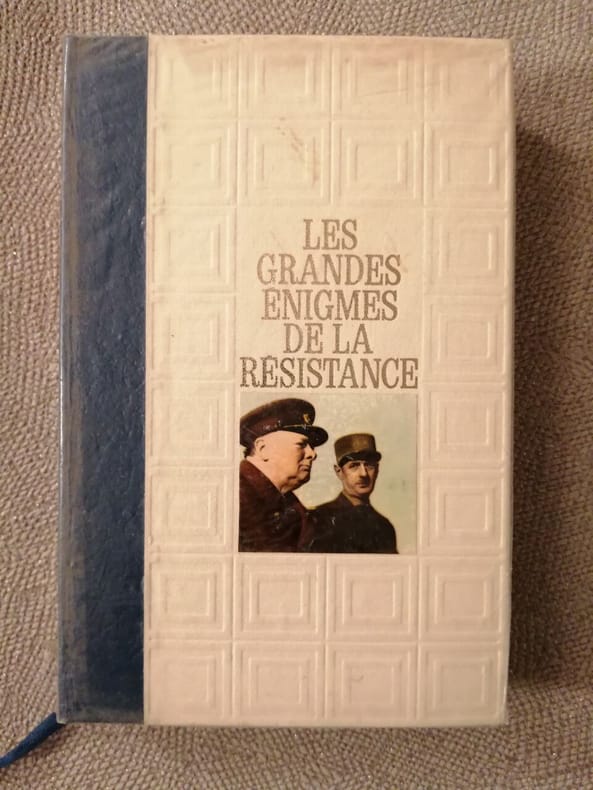 LES
GRANDES
ÉNIGMES
DE LA
RÉSISTANCE